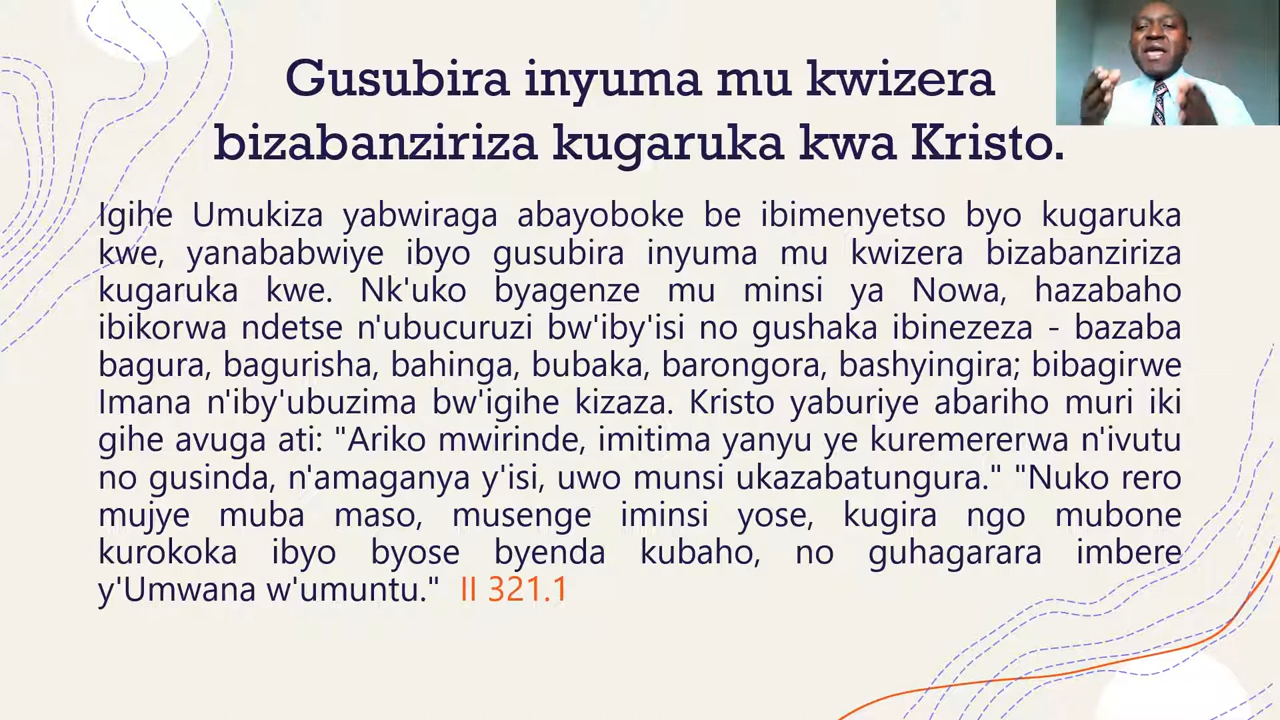 Gusubira inyuma mu kwizera
bizabanziriza kugaruka kwa Kristo.
Igihe Umukiza yabwiraga abayoboke be ibimenyetso byo kugaruka
kwe, yanababwiye ibyo gusubira inyuma mu kwizera bizabanziriza
kugaruka kwe. Nk'uko byagenze mu minsi ya Nowa, hazabaho
ibikorwa ndetse n'ubucuruzi bw'iby'isi no gushaka ibinezeza - bazaba
bagura, bagurisha, bahinga, bubaka, barongora, bashyingira; bibagirwe
Imana n'iby'ubuzima bw'igihe kizaza. Kristo yaburiye abariho muri iki
gihe avuga ati: "Ariko mwirinde, imitima yanyu ye kuremererwa n'ivutu
no gusinda, n'amaganya y'isi, uwo munsi ukazabatungura." "Nuko rero
mujye muba maso, musenge iminsi yose, kugira ngo mubone
kurokoka ibyo byose byenda kubaho, no guhagarara imbere
y'Umwana w'umuntu." II 321.1